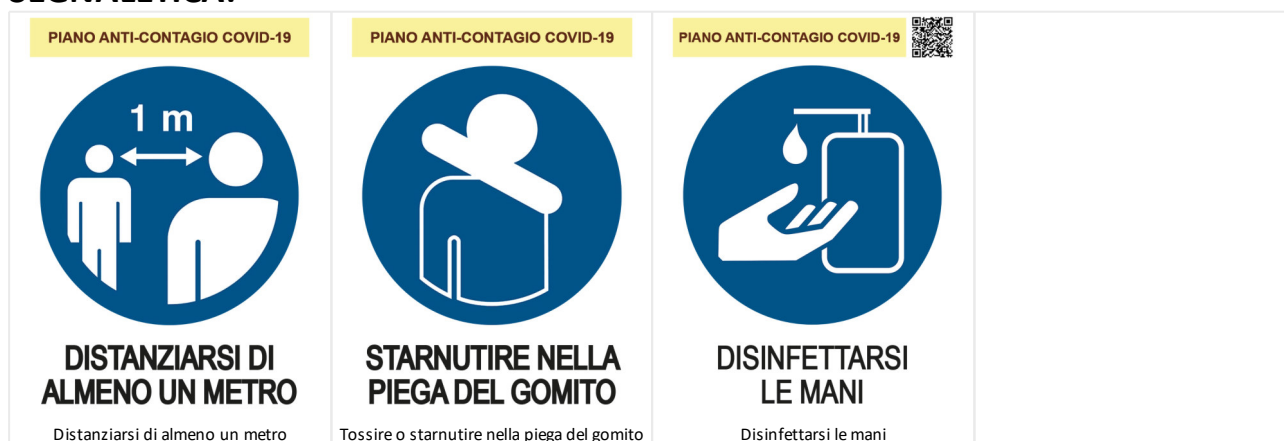 PIANO ANTI-CONTAGIO COVID-19
1 m
DISTANZIARSI DI
ALMENO UN METRO
Distanziarsi di almeno un metro
PIANO ANTI-CONTAGIO COVID-19
STARNUTIRE NELLA
PIEGA DEL GOMITO
Tossire o starnutire nella piega del gomito
PIANO ANTI-CONTAGIO COVID-19
DISINFETTARSI
LE MANI
Disinfettarsi le mani